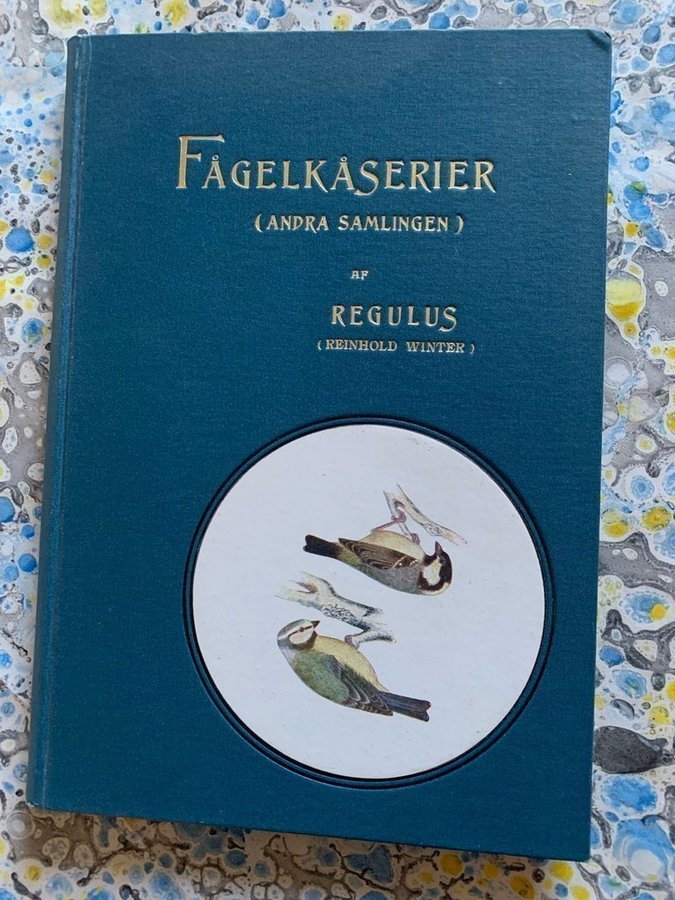 FÅGELKÅSERIER
(ANDRA SAMLINGEN)
AF
REGULUS
(REINHOLD WINTER)